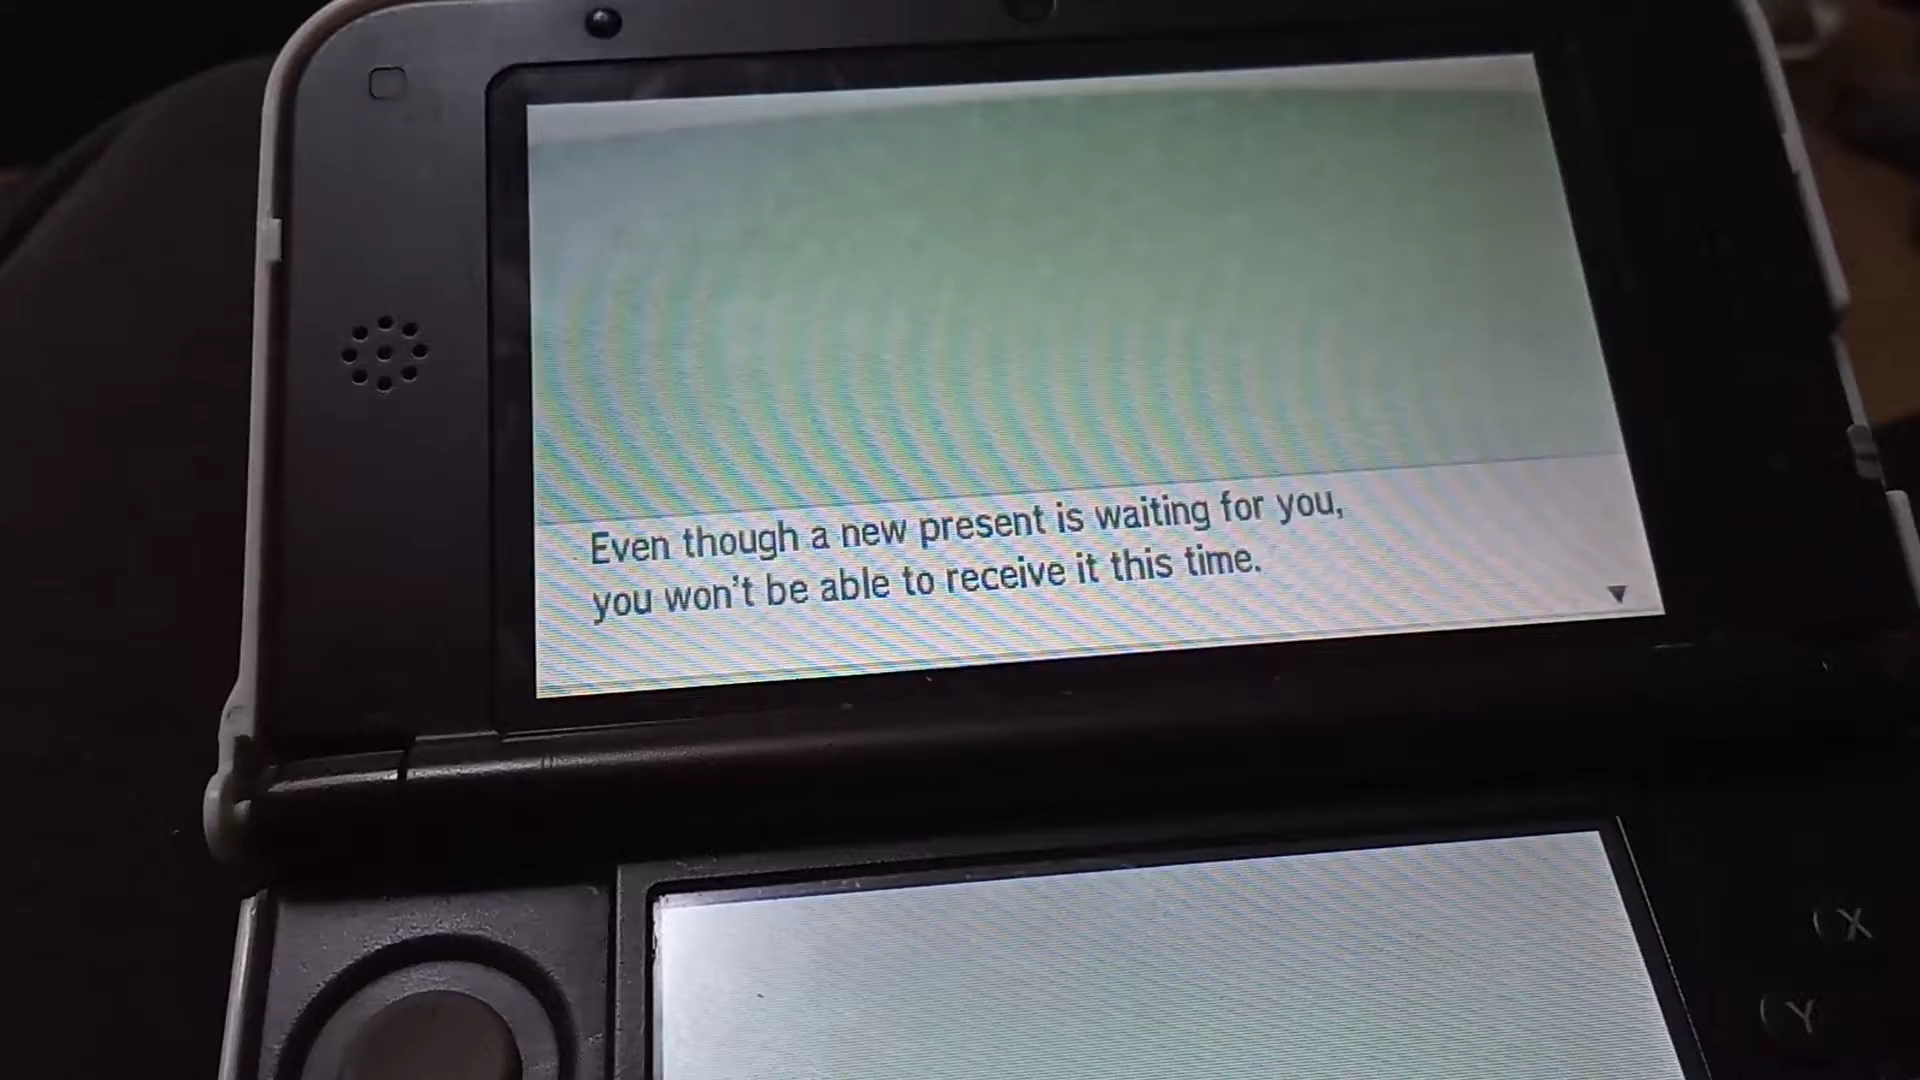 Even though a new present is waiting for you,
you won't be able to receive it this time.
X
Y